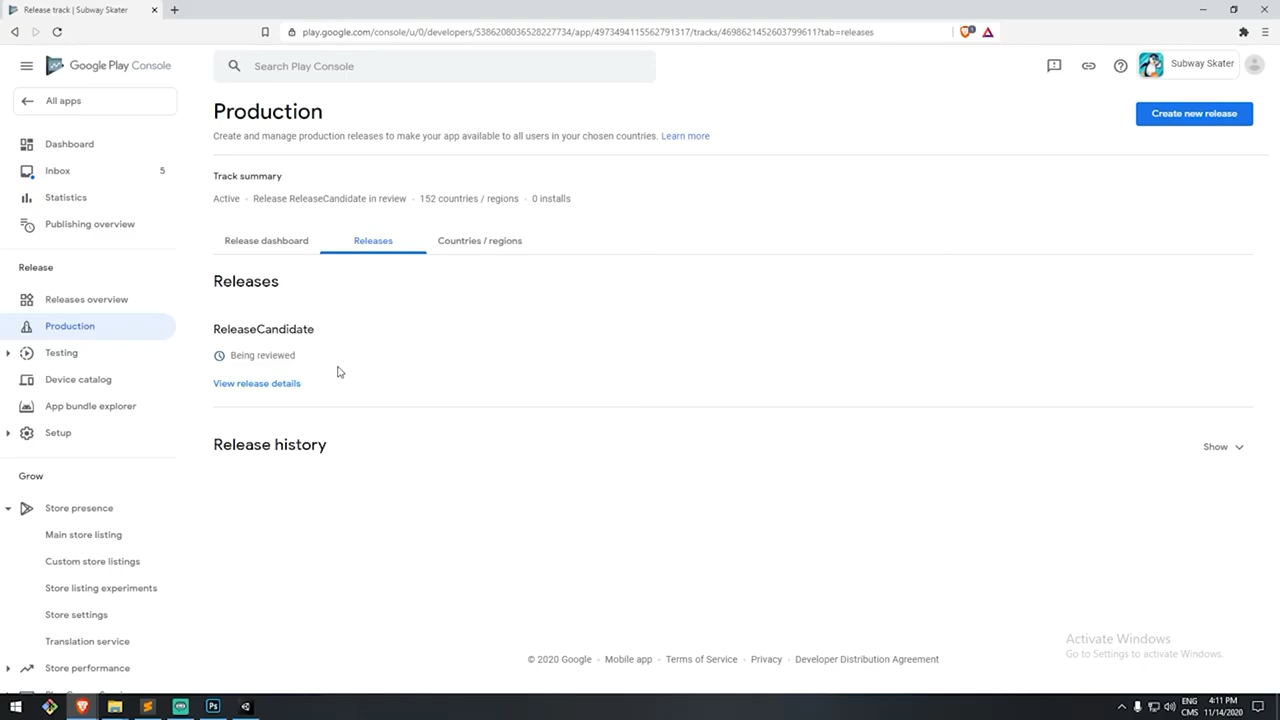 Release track | Subway Skater
play.google.com/console/u/0/developers/5386208036528227734/app/4973494115562791317/tracks/4698621452603799611?tab=releases
Google Play Console
Search Play Console
Subway Skater
All apps
Dashboard
Inbox 5
Statistics
Publishing overview
Release
Releases overview
Production
Testing
Device catalog
App bundle explorer
Setup
Grow
Store presence
Main store listing
Custom store listings
Store listing experiments
Store settings
Translation service
Store performance
Production
Create new release
Create and manage production releases to make your app available to all users in your chosen countries. Learn more
Track summary
Active · Release ReleaseCandidate in review · 152 countries / regions · 0 installs
Release dashboard Releases Countries / regions
Releases
ReleaseCandidate
Being reviewed
View release details
Release history
Show
Activate Windows
Go to Settings to activate Windows.
© 2020 Google · Mobile app · Terms of Service · Privacy · Developer Distribution Agreement
ENG 4:11 PM
CMS 11/14/2020